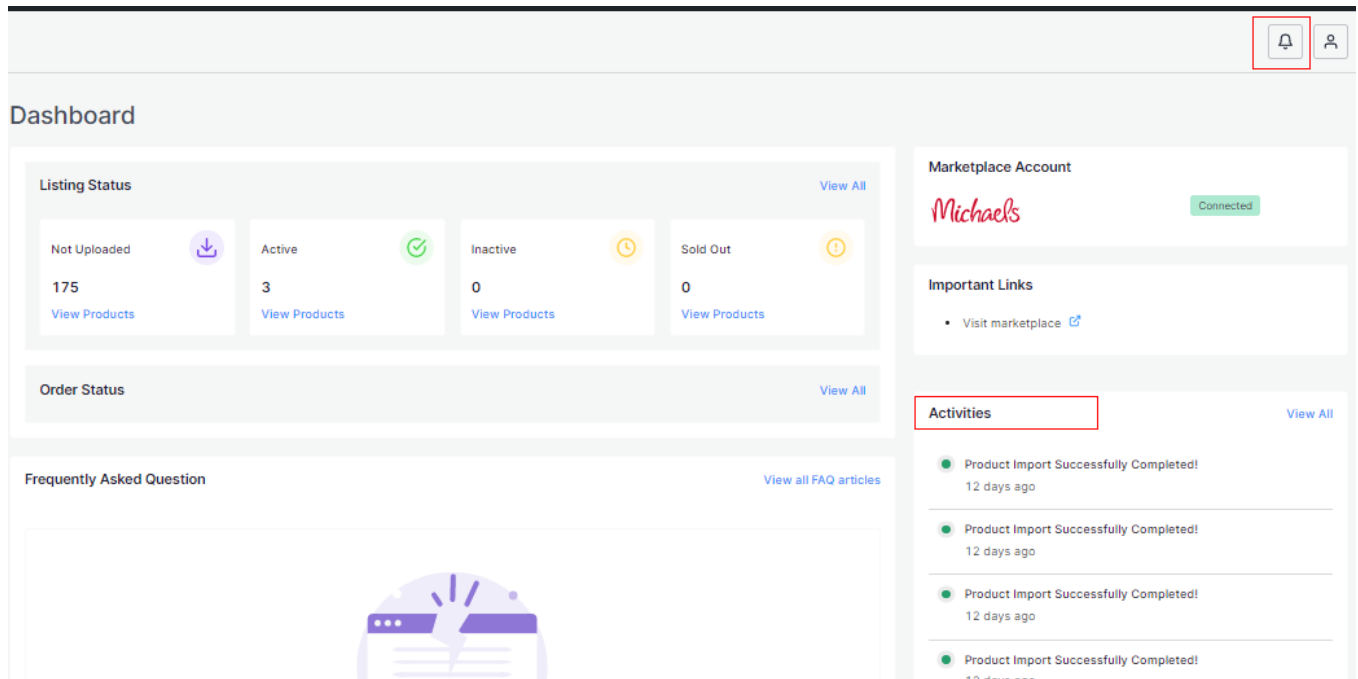 Dashboard
Listing Status
View All
Not Uploaded
175
View Products
Active
3
View Products
Inactive
0
View Products
Sold Out
0
View Products
Order Status
View All
Frequently Asked Question
View all FAQ articles
Marketplace Account
Michaels
Connected
Important Links
Visit marketplace
Activities
View All
Product Import Successfully Completed!
12 days ago
Product Import Successfully Completed!
12 days ago
Product Import Successfully Completed!
12 days ago
Product Import Successfully Completed!
12 days ago